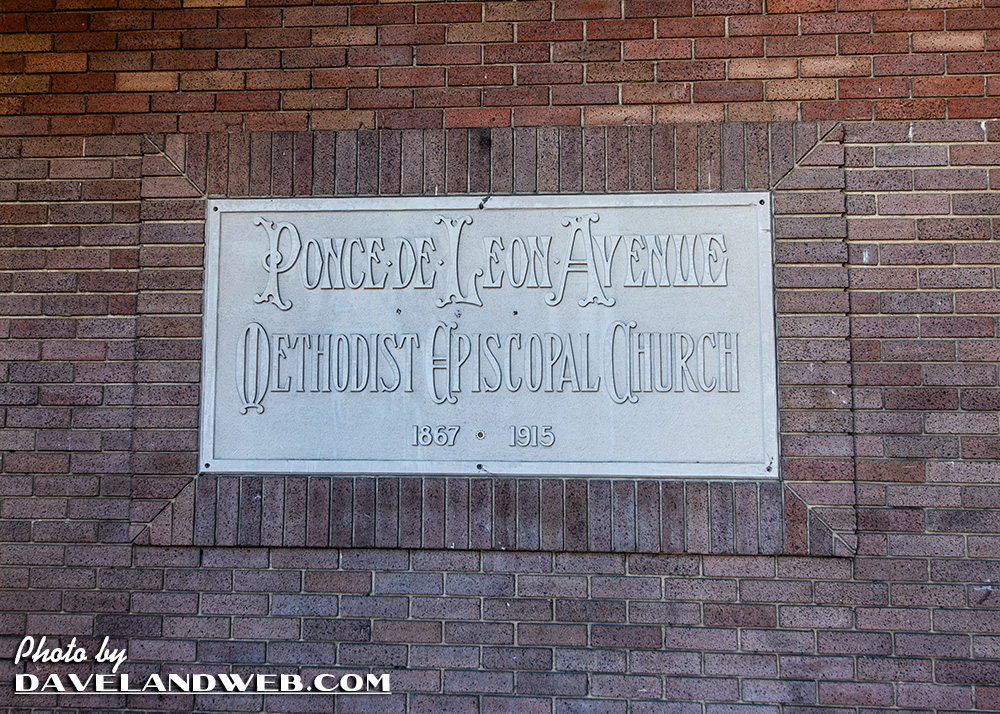 PONCE·DE·LEON·AVENUE
METHODIST EPISCOPAL CHURCH
1867 · 1915
Photo by
DAVELANDWEB.COM